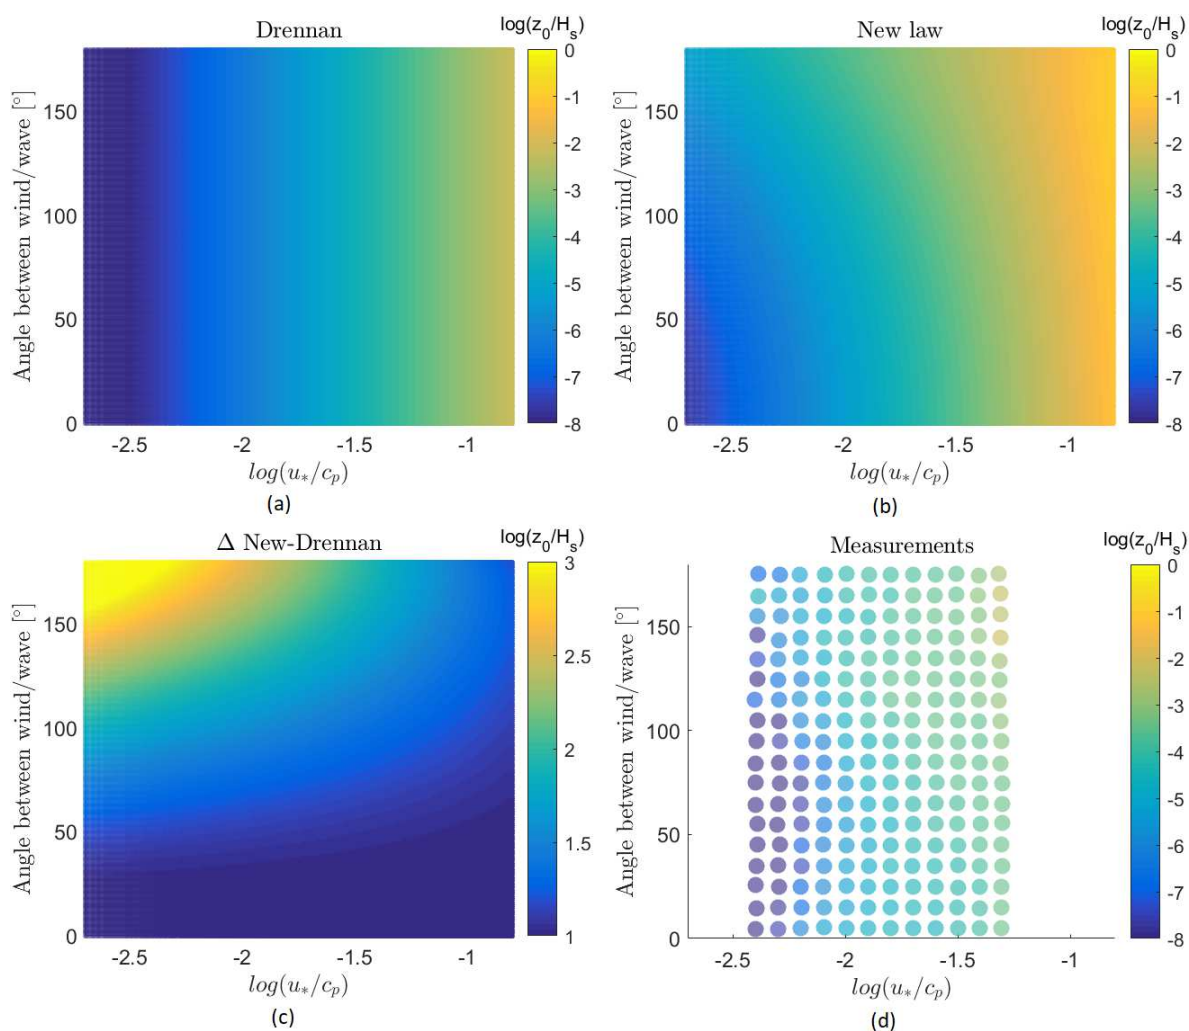 Drennan
log(z₀/Hₛ)
Angle between wind/wave [°]
150
100
50
0
-2.5 -2 -1.5 -1
log(u*/cₚ)
0
-1
-2
-3
-4
-5
-6
-7
-8
(a)
New law
log(z₀/Hₛ)
Angle between wind/wave [°]
150
100
50
0
-2.5 -2 -1.5 -1
log(u*/cₚ)
0
-1
-2
-3
-4
-5
-6
-7
-8
(b)
Δ New-Drennan
log(z₀/Hₛ)
Angle between wind/wave [°]
150
100
50
0
-2.5 -2 -1.5 -1
log(u*/cₚ)
3
2.5
2
1.5
1
(c)
Measurements
log(z₀/Hₛ)
Angle between wind/wave [°]
150
100
50
0
-2.5 -2 -1.5 -1
log(u*/cₚ)
0
-1
-2
-3
-4
-5
-6
-7
-8
(d)